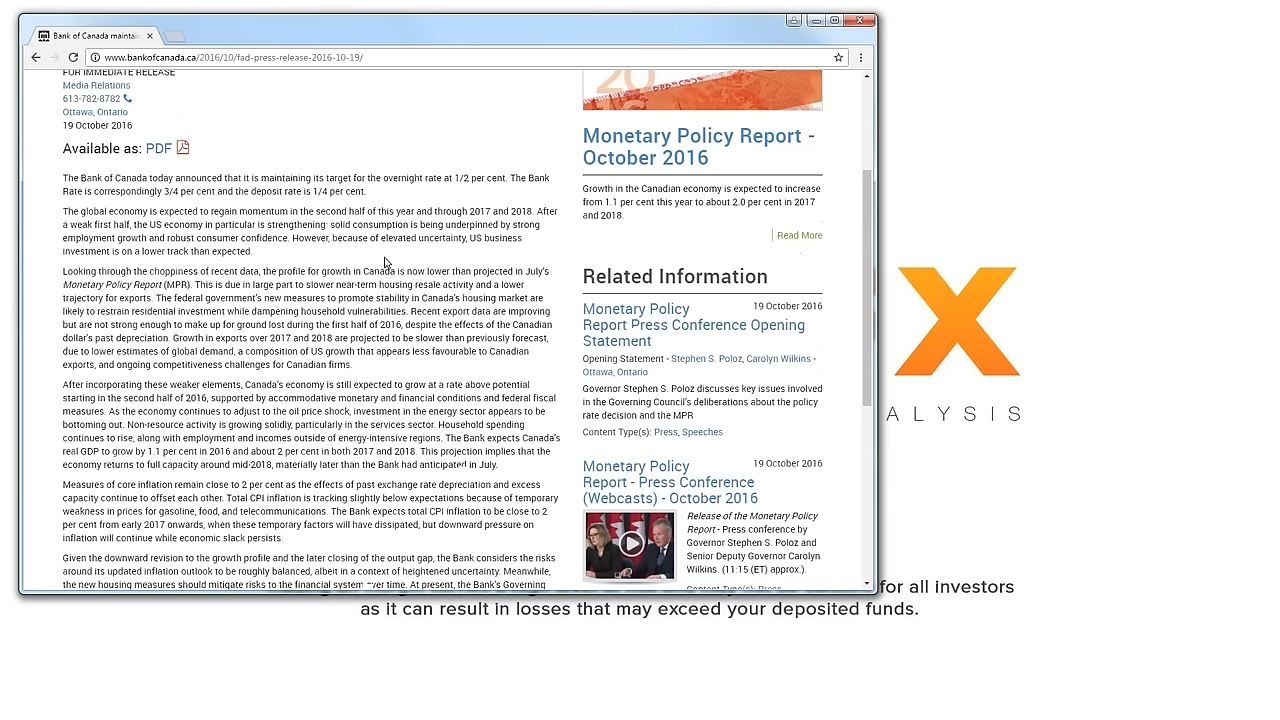 Bank of Canada maintai
www.bankofcanada.ca/2016/10/fad-press-release-2016-10-19/
FOR IMMEDIATE RELEASE
Media Relations
613-782-8782
Ottawa, Ontario
19 October 2016
Available as: PDF
The Bank of Canada today announced that it is maintaining its target for the overnight rate at 1/2 per cent. The Bank
Rate is correspondingly 3/4 per cent and the deposit rate is 1/4 per cent.
The global economy is expected to regain momentum in the second half of this year and through 2017 and 2018. After
a weak first half, the US economy in particular is strengthening: solid consumption is being underpinned by strong
employment growth and robust consumer confidence. However, because of elevated uncertainty, US business
investment is on a lower track than expected.
Looking through the choppiness of recent data, the profile for growth in Canada is now lower than projected in July's
Monetary Policy Report (MPR). This is due in large part to slower near-term housing resale activity and a lower
trajectory for exports. The federal government's new measures to promote stability in Canada's housing market are
likely to restrain residential investment while dampening household vulnerabilities. Recent export data are improving
but are not strong enough to make up for ground lost during the first half of 2016, despite the effects of the Canadian
dollar's past depreciation. Growth in exports over 2017 and 2018 are projected to be slower than previously forecast,
due to lower estimates of global demand, a composition of US growth that appears less favourable to Canadian
exports, and ongoing competitiveness challenges for Canadian firms.
After incorporating these weaker elements, Canada's economy is still expected to grow at a rate above potential
starting in the second half of 2016, supported by accommodative monetary and financial conditions and federal fiscal
measures. As the economy continues to adjust to the oil price shock, investment in the energy sector appears to be
bottoming out. Non-resource activity is growing solidly, particularly in the services sector. Household spending
continues to rise, along with employment and incomes outside of energy-intensive regions. The Bank expects Canada's
real GDP to grow by 1.1 per cent in 2016 and about 2 per cent in both 2017 and 2018. This projection implies that the
economy returns to full capacity around mid-2018, materially later than the Bank had anticipated in July.
Measures of core inflation remain close to 2 per cent as the effects of past exchange rate depreciation and excess
capacity continue to offset each other. Total CPI inflation is tracking slightly below expectations because of temporary
weakness in prices for gasoline, food, and telecommunications. The Bank expects total CPI inflation to be close to 2
per cent from early 2017 onwards, when these temporary factors will have dissipated, but downward pressure on
inflation will continue while economic slack persists.
Given the downward revision to the growth profile and the later closing of the output gap, the Bank considers the risks
around its updated inflation outlook to be roughly balanced, albeit in a context of heightened uncertainty. Meanwhile,
the new housing measures should mitigate risks to the financial system over time. At present, the Bank's Governing
20
Monetary Policy Report -
October 2016
Growth in the Canadian economy is expected to increase
from 1.1 per cent this year to about 2.0 per cent in 2017
and 2018.
Read More
Related Information
Monetary Policy 19 October 2016
Report Press Conference Opening
Statement
Opening Statement - Stephen S. Poloz, Carolyn Wilkins -
Ottawa, Ontario
Governor Stephen S. Poloz discusses key issues involved
in the Governing Council's deliberations about the policy
rate decision and the MPR
Content Type(s): Press, Speeches
Monetary Policy 19 October 2016
Report - Press Conference
(Webcasts) - October 2016
Release of the Monetary Policy
Report - Press conference by
Governor Stephen S. Poloz and
Senior Deputy Governor Carolyn
Wilkins. (11:15 (ET) approx.).
Content Type(s): Press
X
ALYSIS
for all investors
as it can result in losses that may exceed your deposited funds.